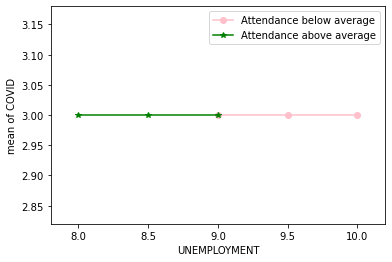 Attendance below average
Attendance above average
3.15
3.10
3.05
3.00
2.95
2.90
2.85
mean of COVID
8.0 8.5 9.0 9.5 10.0
UNEMPLOYMENT